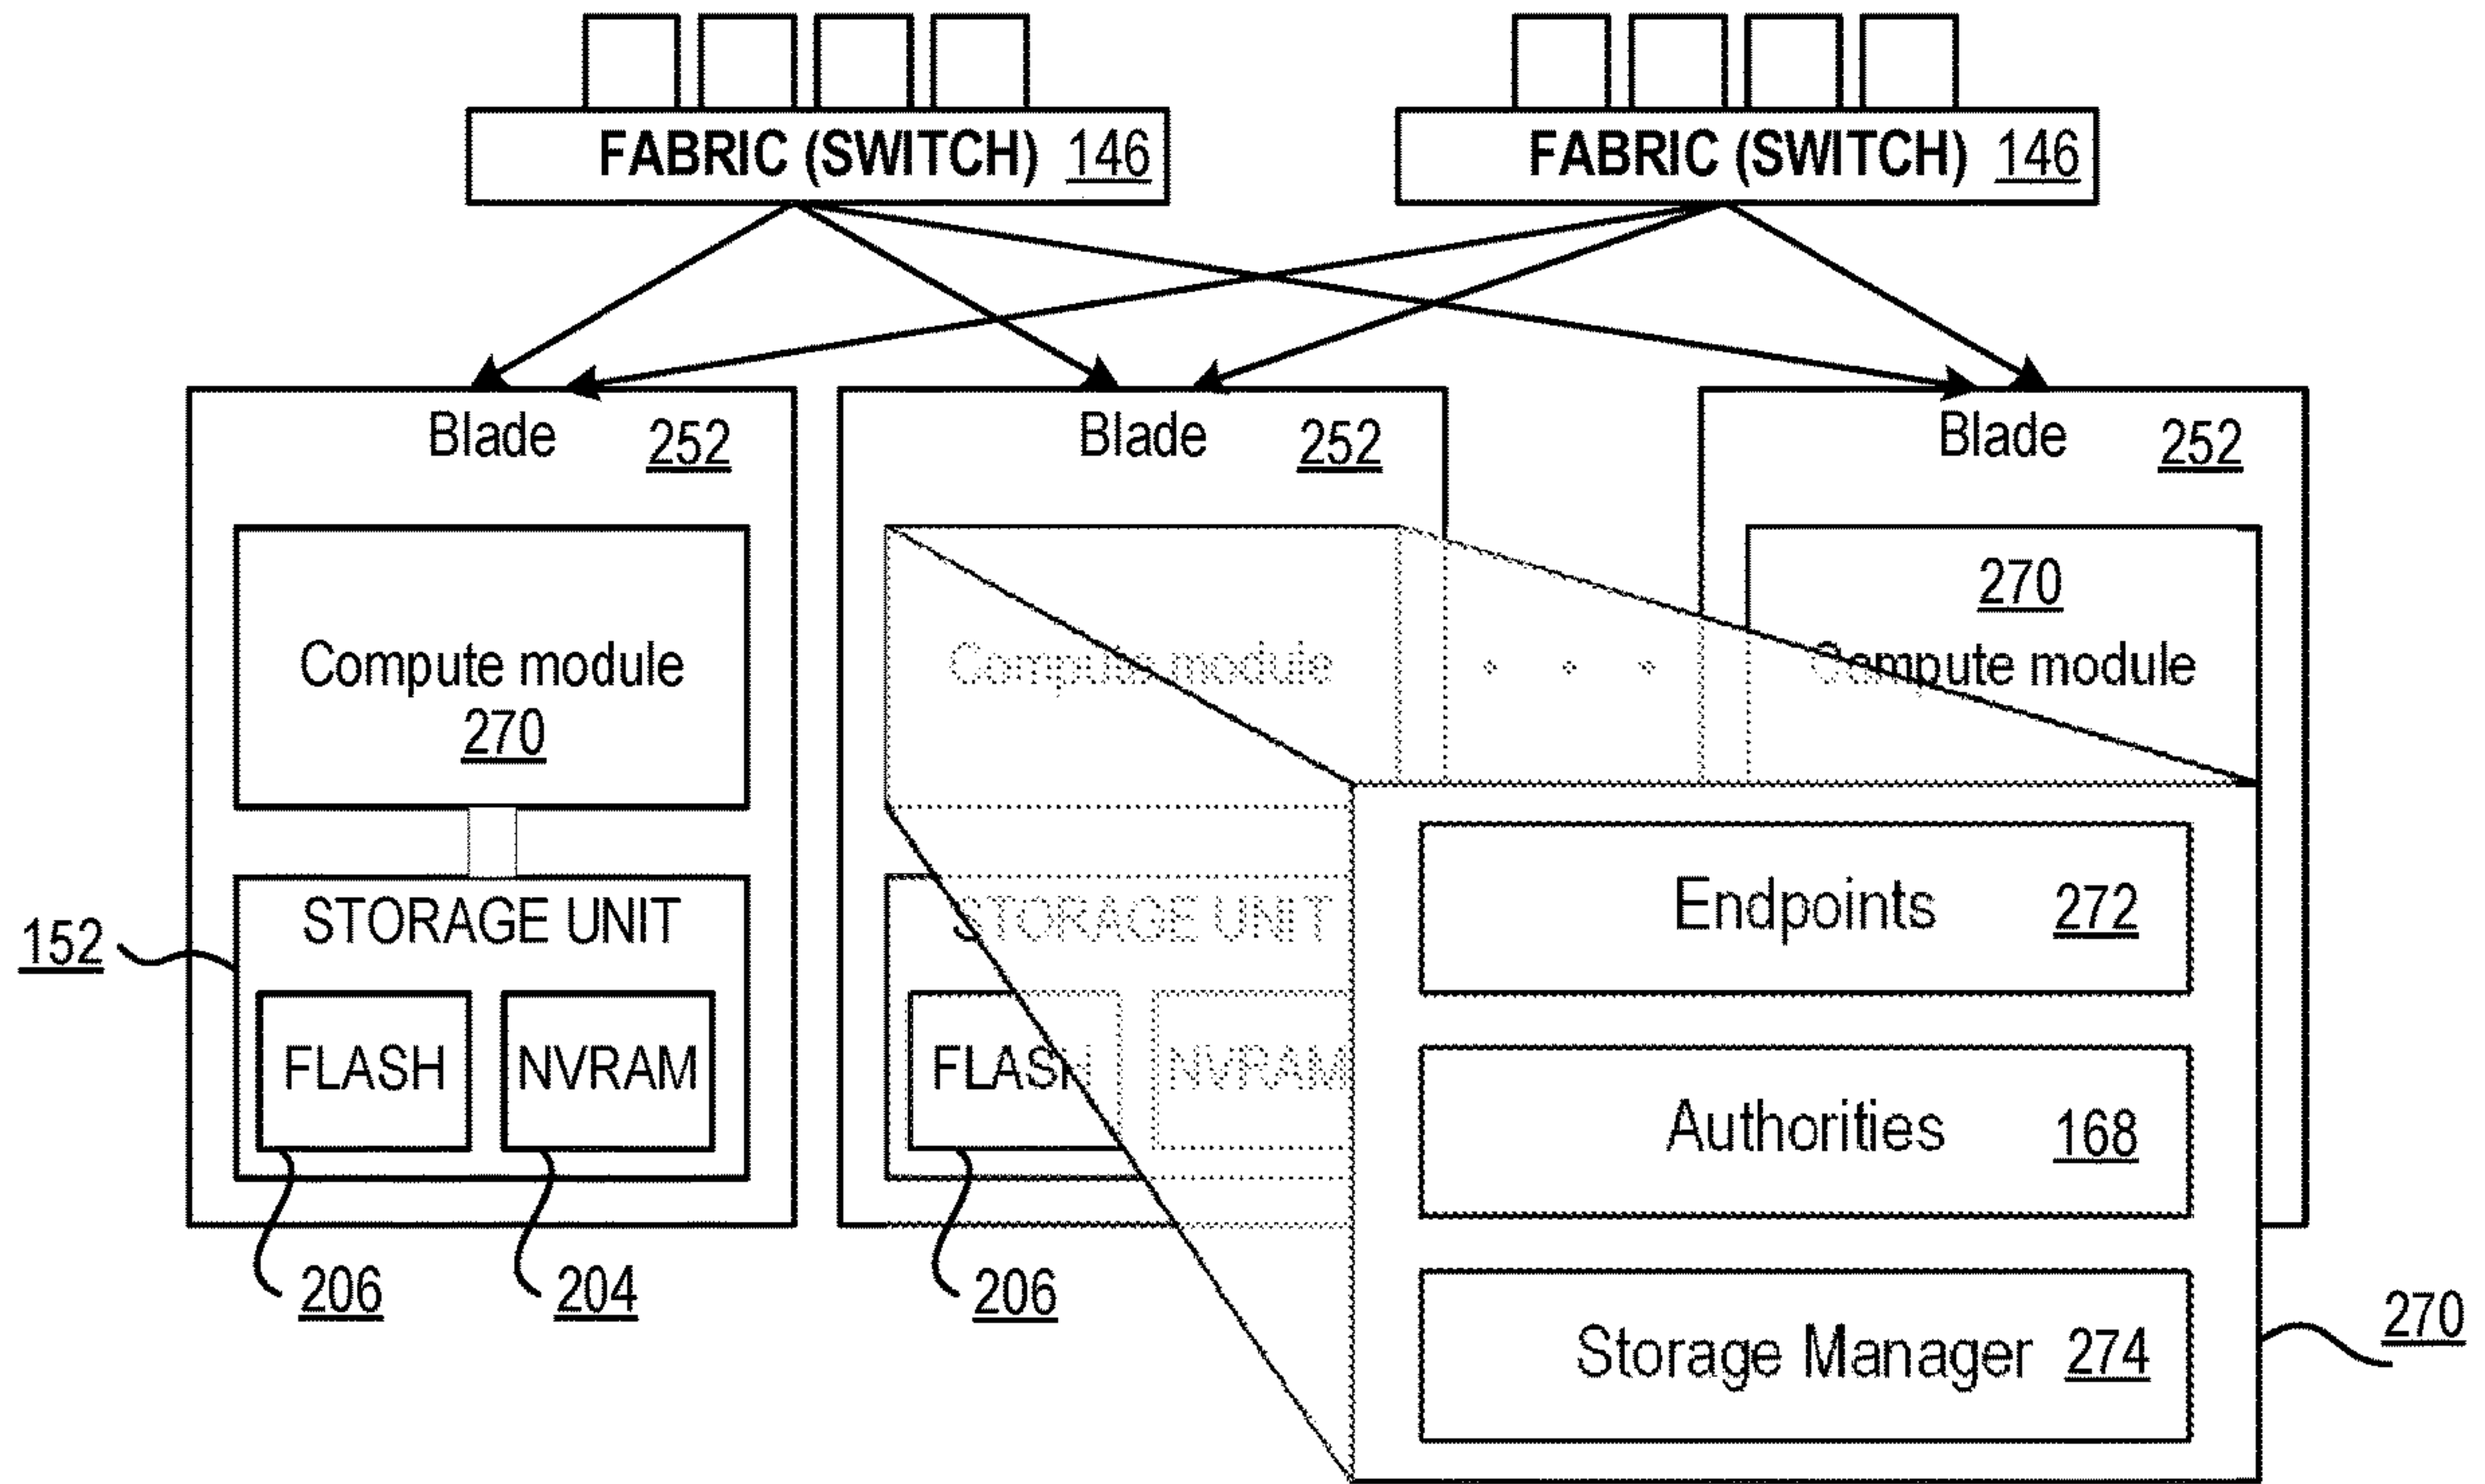 FABRIC (SWITCH) 146
FABRIC (SWITCH) 146
Blade 252
Blade 252
Blade 252
Compute module
270
Compute module
270
Compute module
152
STORAGE UNIT
FLASH
NVRAM
206
204
STORAGE UNIT
FLASH
NVRAM
206
Endpoints 272
Authorities 168
Storage Manager 274
270